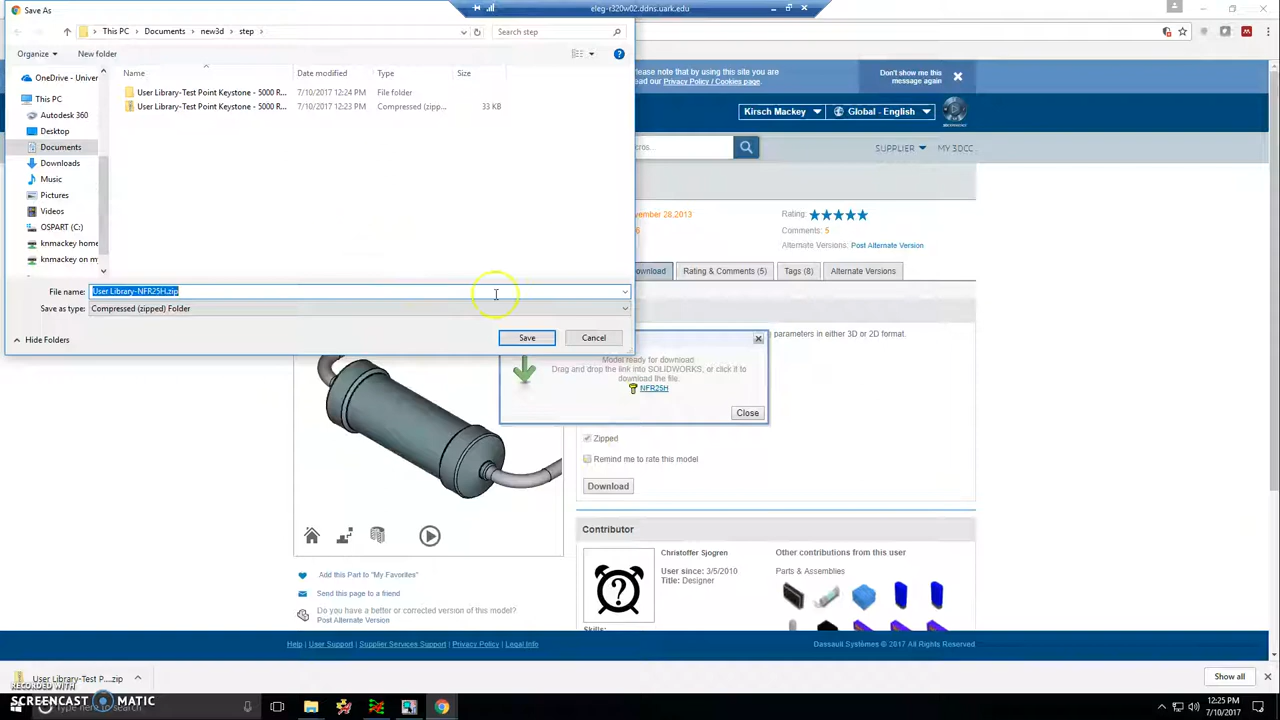 Save As
eleg-r320w02.ddns.uark.edu
This PC > Documents > new3d > step >
Search step
Organize
New folder
Name
Date modified
Type
Size
OneDrive - Univer
This PC
Autodesk 360
Desktop
Documents
Downloads
Music
Pictures
Videos
OSPART (C:)
knmackey home
knmackey on m
User Library-Test Point Keystone - 5000 R... 7/10/2017 12:24 PM File folder
User Library-Test Point Keystone - 5000 R... 7/10/2017 12:23 PM Compressed (zipp... 33 KB
File name: User Library-NFR25H.zip
Save as type: Compressed (zipped) Folder
Hide Folders
Save
Cancel
ease note that by using this site you are
ead our Privacy Policy / Cookies page.
Don't show me this
message again
Kirsch Mackey
Global - English
cros...
SUPPLIER
MY 3DCC
vember 28,2013
6
Rating:
Comments: 5
Alternate Versions: Post Alternate Version
ownload
Rating & Comments (5)
Tags (8)
Alternate Versions
parameters in either 3D or 2D format.
Model ready for download
Drag and drop the link into SOLIDWORKS, or click it to
download the file.
NFR25H
Close
Zipped
Remind me to rate this model
Download
Contributor
Christoffer Sjogren
User since: 3/5/2010
Title: Designer
Skills:
Other contributions from this user
Parts & Assemblies
Add this Part to "My Favorites"
Send this page to a friend
Do you have a better or corrected version of this model?
Post Alternate Version
Help | User Support | Supplier Services Support | Privacy Policy | Legal Info
Dassault Systèmes © 2017 All Rights Reserved
User Library-Test P....zip
Show all
RECORDED WITH
SCREENCAST MATIC
12:25 PM
7/10/2017